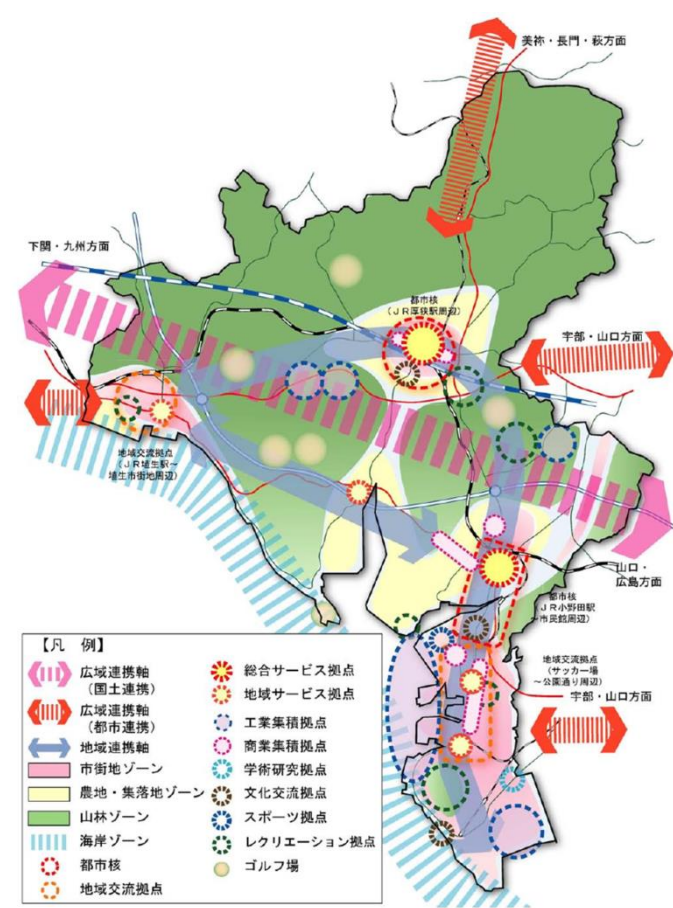 美祢・長門・萩方面
下関・九州方面
都市核
(JR厚狭駅周辺)
宇部・山口方面
地域交流拠点
(JR埴生駅～
埴生市街地周辺)
山口・
広島方面
都市核
(JR小野田駅
～市民館周辺)
地域交流拠点
(サッカー場
～公園通り周辺)
宇部・山口方面
【凡 例】
広域連携軸
(国土連携)
広域連携軸
(都市連携)
地域連携軸
市街地ゾーン
農地・集落地ゾーン
山林ゾーン
海岸ゾーン
都市核
地域交流拠点
総合サービス拠点
地域サービス拠点
工業集積拠点
商業集積拠点
学術研究拠点
文化交流拠点
スポーツ拠点
レクリエーション拠点
ゴルフ場